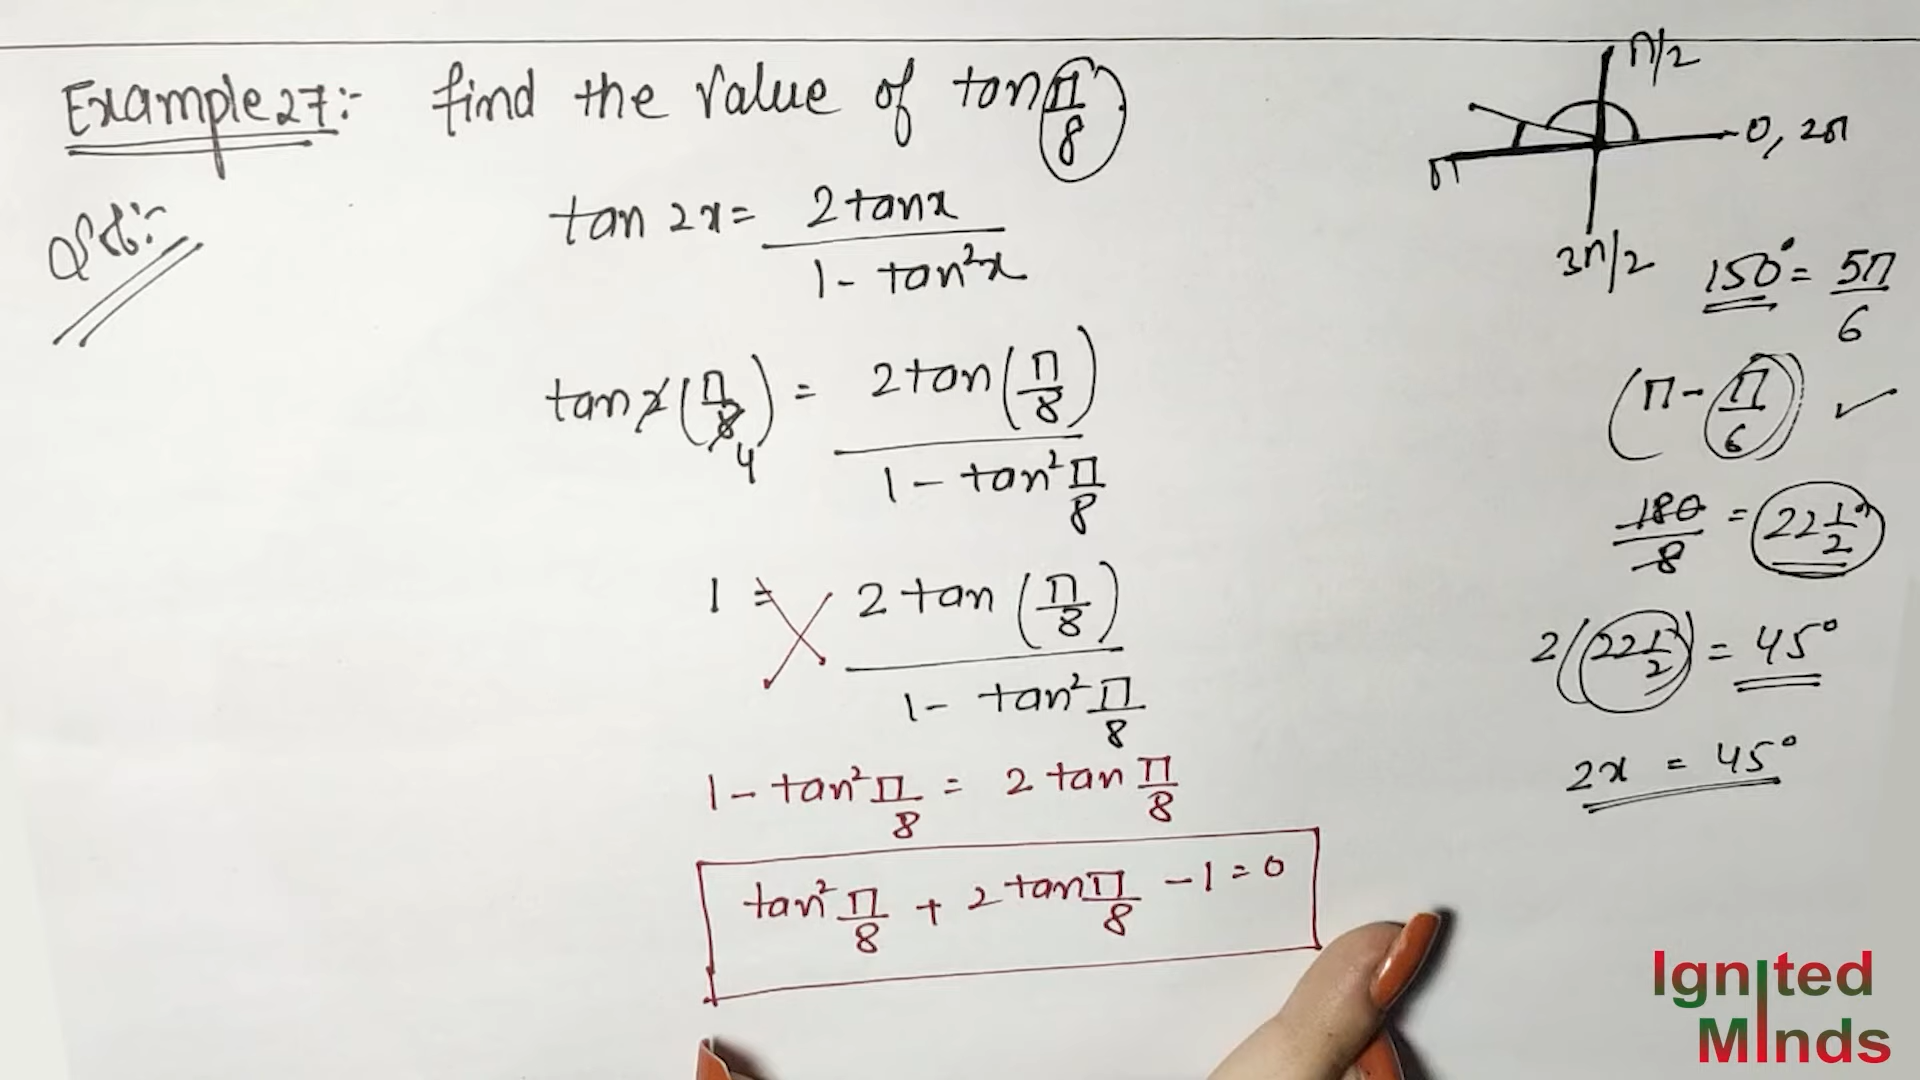 Example 27:- find the value of tan π/8
tan 2x = 2 tan x / 1 - tan²x
tan 2(π/8) = 2 tan(π/8) / 1 - tan² π/8
4
1 = 2 tan(π/8) / 1 - tan² π/8
1 - tan² π/8 = 2 tan π/8
tan² π/8 + 2 tan π/8 - 1 = 0
π/2
0, 2π
π
3π/2
150° = 5π/6
(π - π/6) ✓
180/8 = 22 1/2°
2(22 1/2°) = 45°
2x = 45°
Ignited
Minds